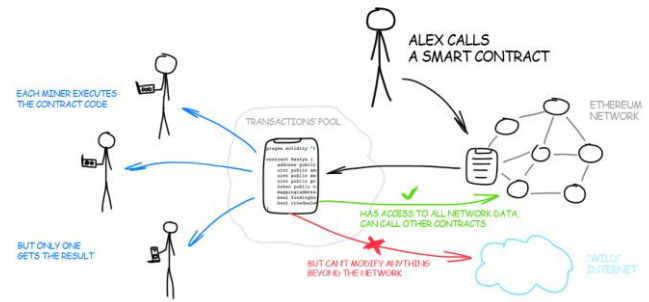 ALEX CALLS
A SMART CONTRACT
EACH MINER EXECUTES
THE CONTRACT CODE
ETHEREUM
NETWORK
TRANSACTIONS' POOL
pragma solidity ^
contract
address public
uint public
uint public
uint public
token public
mapping(address
bool
bool
HAS ACCESS TO ALL NETWORK DATA,
CAN CALL OTHER CONTRACTS
BUT ONLY ONE
GETS THE RESULT
BUT CAN'T MODIFY ANYTHING
BEYOND THE NETWORK
"WILD"
INTERNET